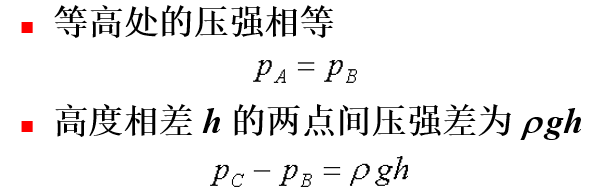 等高处的压强相等
p_A = p_B
高度相差 h 的两点间压强差为 ρgh
p_C − p_B = ρ gh